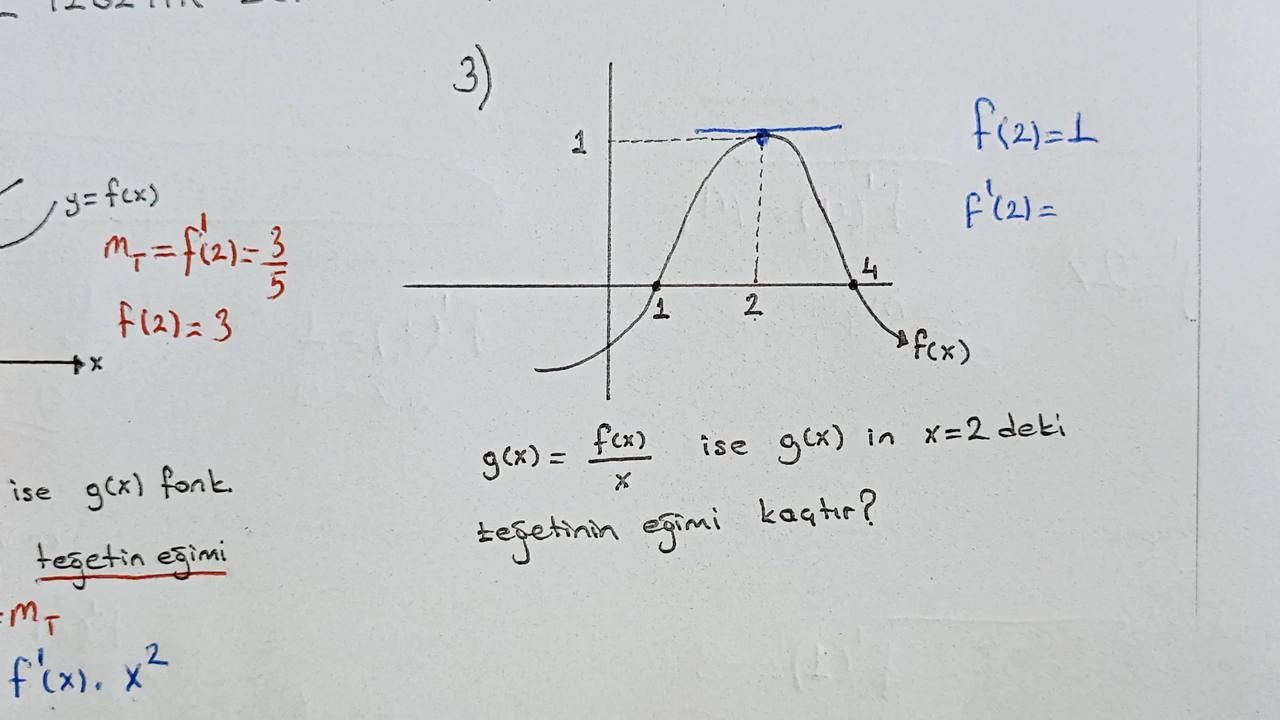 y=f(x)
m_T = f'(2) = 3/5
f(2) = 3
x
ise g(x) fonk.
teğetin eğimi
= m_T
f'(x). x²
3)
1
1 2 4
f(x)
f(2)=1
f'(2)=
g(x) = f(x)/x ise g(x) in x=2 deki
teğetinin eğimi kaçtır?